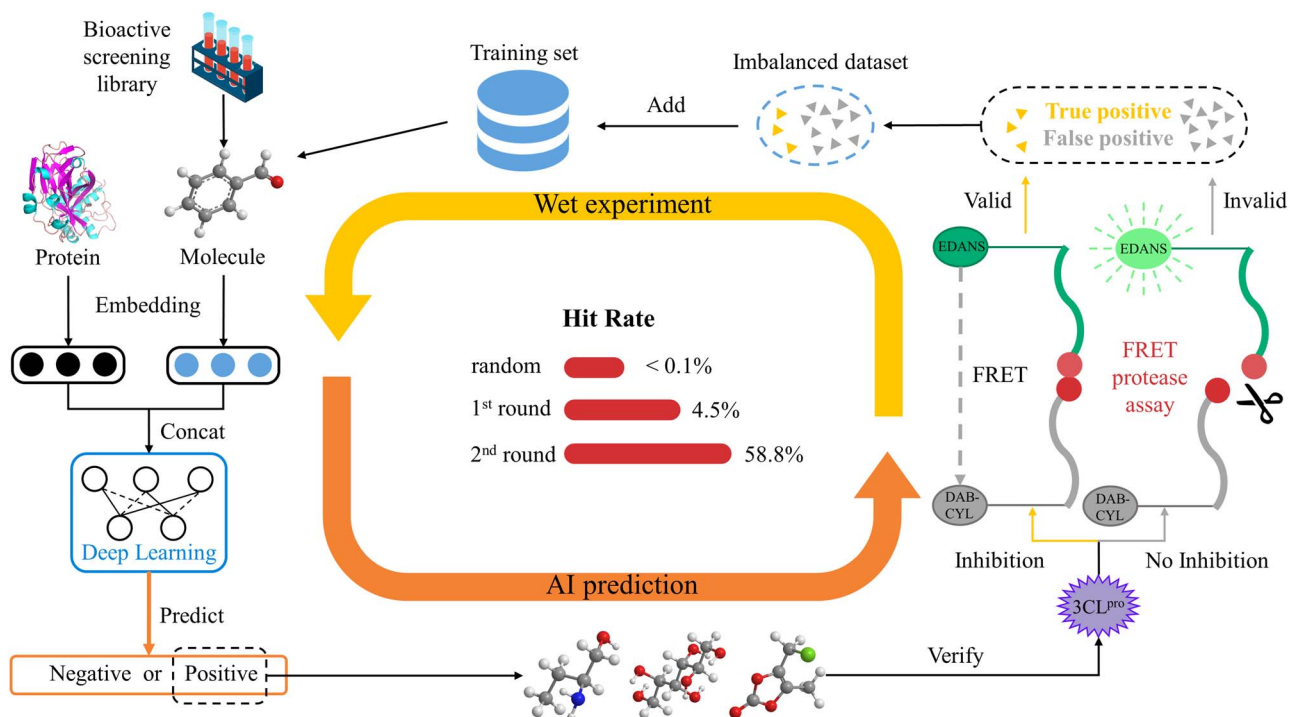 Bioactive
screening
library
Training set
Imbalanced dataset
Add
True positive
False positive
Valid
Invalid
Wet experiment
Protein
Molecule
Embedding
Concat
Deep Learning
Predict
Negative or Positive
Hit Rate
random < 0.1%
1st round 4.5%
2nd round 58.8%
AI prediction
EDANS
EDANS
FRET
FRET
protease
assay
DAB-
CYL
DAB-
CYL
Inhibition
No Inhibition
3CLpro
Verify